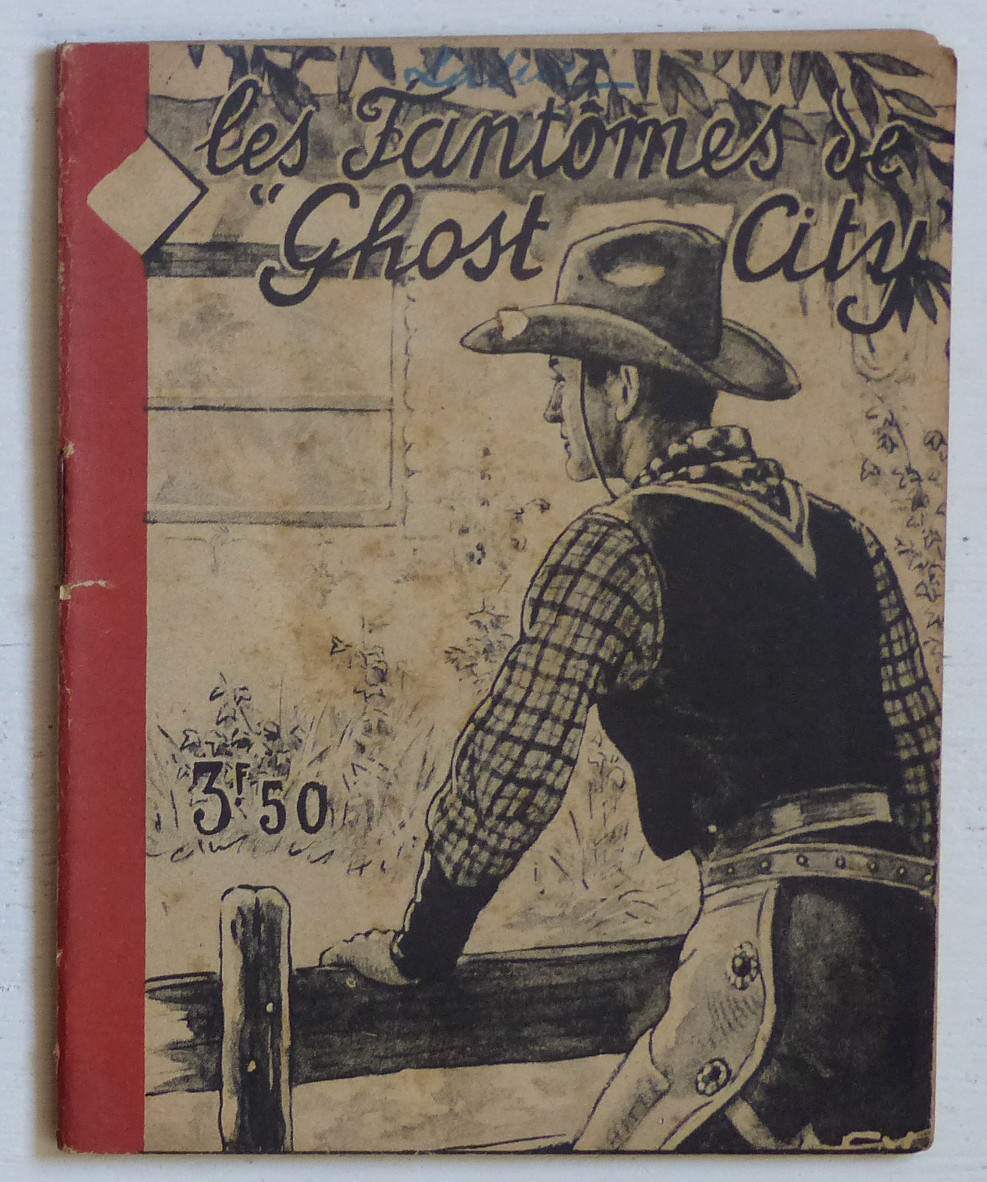 les Fantômes de
"Ghost City
3F.50